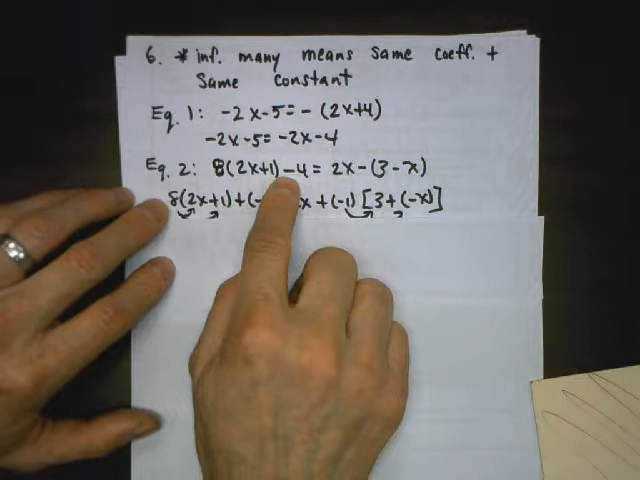 6. * inf. many means same coeff. +
same constant
Eq. 1: -2x-5=-(2x+4)
-2x-5=-2x-4
Eq. 2: 8(2x+1)-4=2x-(3-x)
8(2x+1)+(- x+(-1)[3+(-x)]